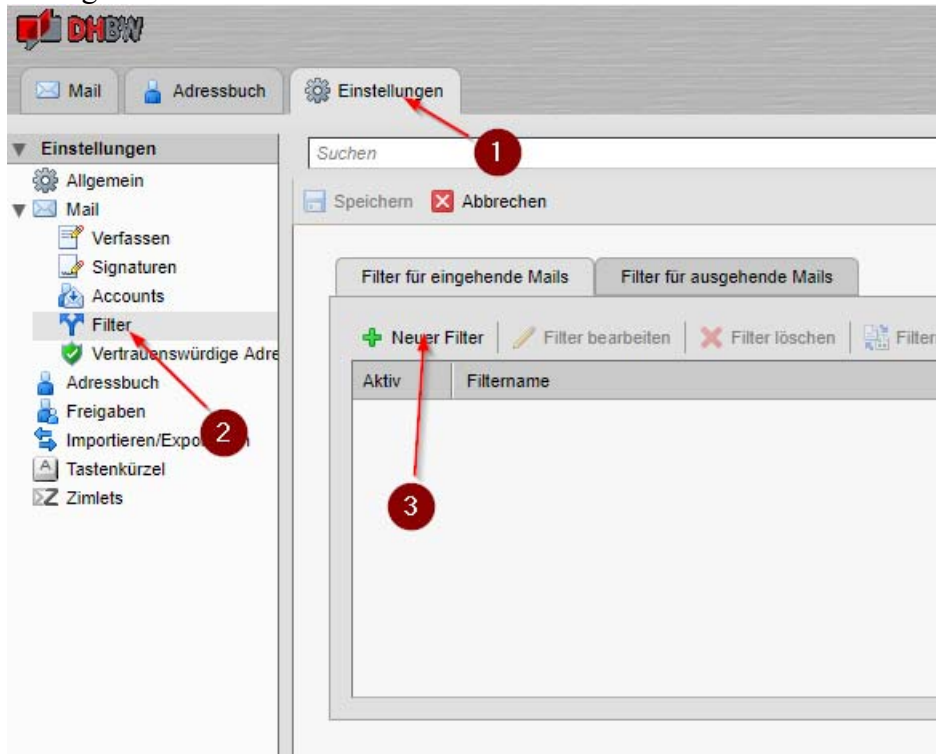 DHBW
Mail Adressbuch Einstellungen
1
Einstellungen
Suchen
Allgemein
Mail
Speichern Abbrechen
Verfassen
Signaturen
Accounts
Filter
Vertrauenswürdige Adre
Adressbuch
Freigaben
2
Tastenkürzel
Z Zimlets
Filter für eingehende Mails Filter für ausgehende Mails
Neuer Filter Filter bearbeiten Filter löschen Filter
Aktiv Filtername
3